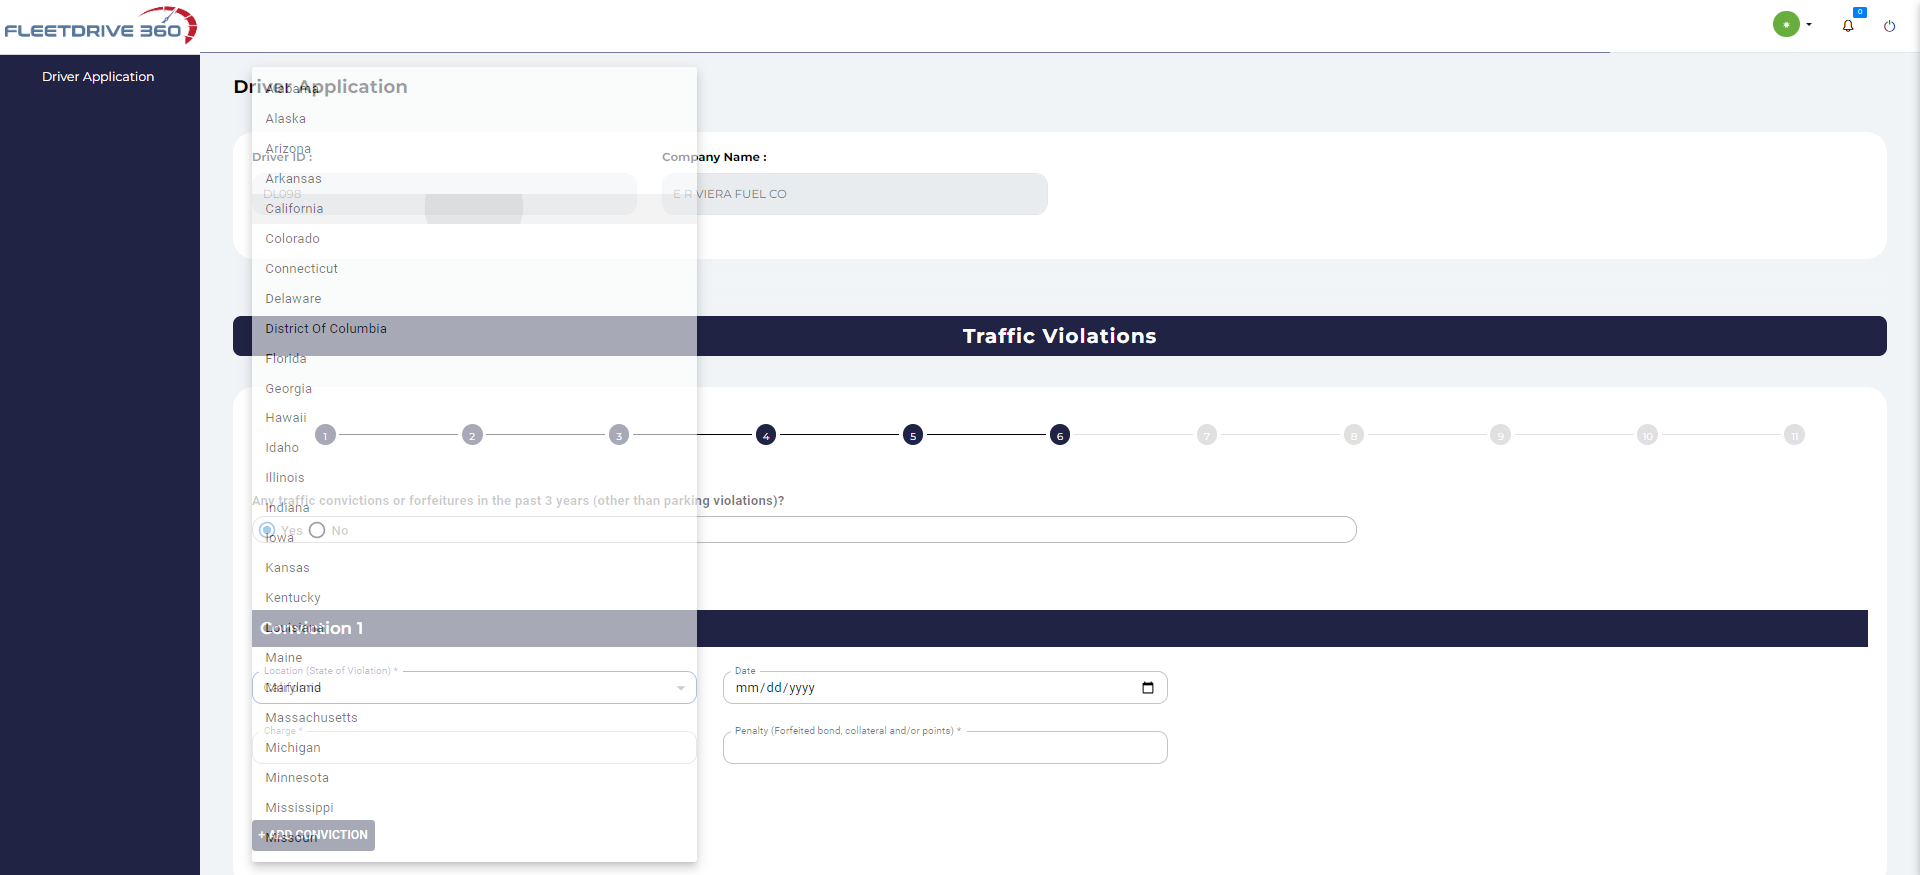 FLEETDRIVE 360
0
Driver Application
Driver Application
Alabama
Alaska
Arizona
Driver ID :
Company Name :
Arkansas
DL098
E R VIERA FUEL CO
California
Colorado
Connecticut
Delaware
District Of Columbia
Traffic Violations
Florida
Georgia
Hawaii
1 2 3 4 5 6 7 8 9 10 11
Idaho
Illinois
Any traffic convictions or forfeitures in the past 3 years (other than parking violations)?
Indiana
Yes No
Iowa
Kansas
Kentucky
Conviction 1
Louisiana
Maine
Location (State of Violation) *
Date
California
Maryland
mm/dd/yyyy
Massachusetts
Charge *
Penalty (Forfeited bond, collateral and/or points) *
Michigan
Minnesota
Mississippi
+ ADD CONVICTION
Missouri